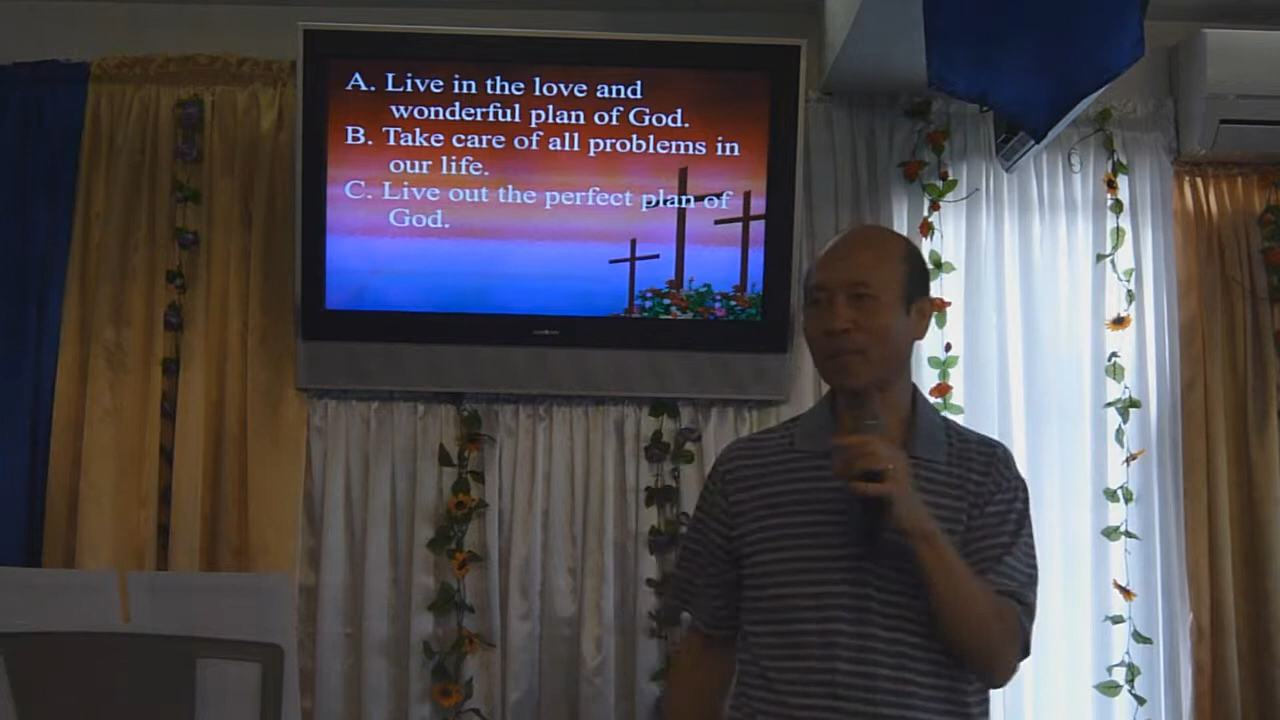 A. Live in the love and
wonderful plan of God.
B. Take care of all problems in
our life.
C. Live out the perfect plan of
God.